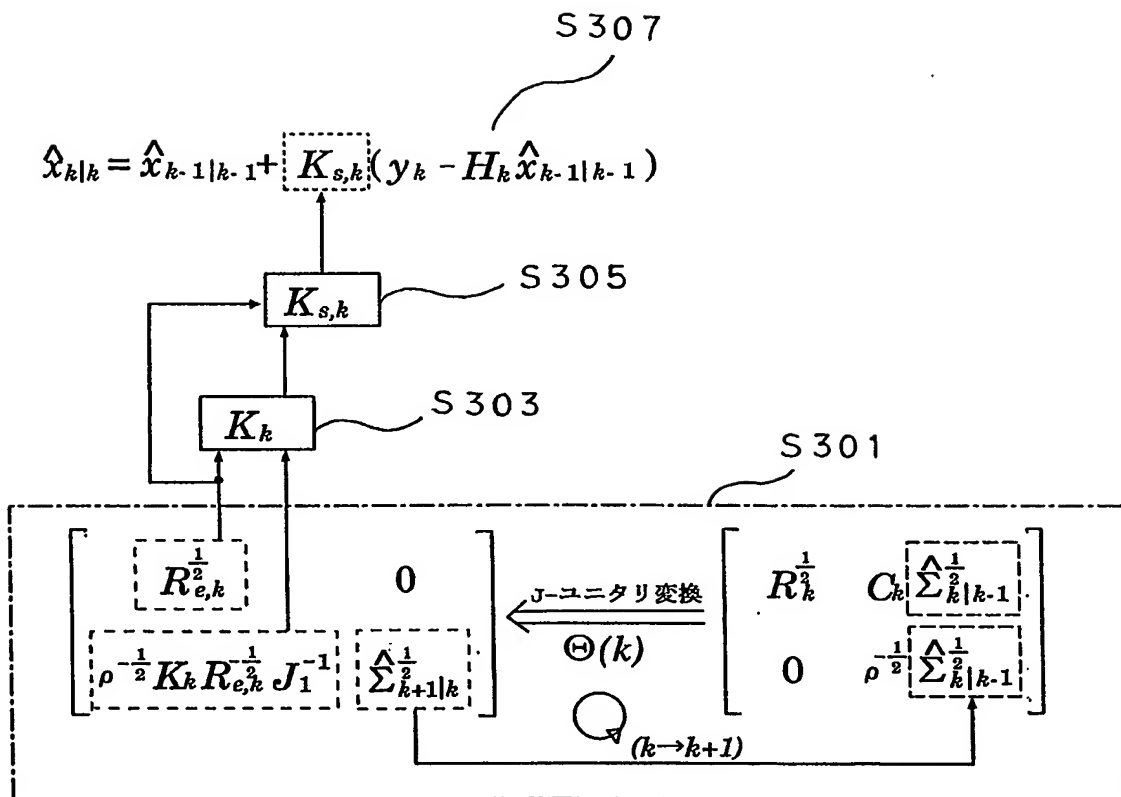 S307
x̂_{k|k} = x̂_{k-1|k-1} + K_{s,k}(y_k - H_k x̂_{k-1|k-1})
S305
K_{s,k}
S303
K_k
S301
R_{e,k}^{1/2} 0
ρ^{-1/2} K_k R_{e,k}^{-1/2} J_1^{-1} Σ̂_{k+1|k}^{1/2}
J-ユニタリ変換
Θ(k)
(k→k+1)
R_k^{1/2} C_k Σ̂_{k|k-1}^{1/2}
0 ρ^{-1/2} Σ̂_{k|k-1}^{1/2}